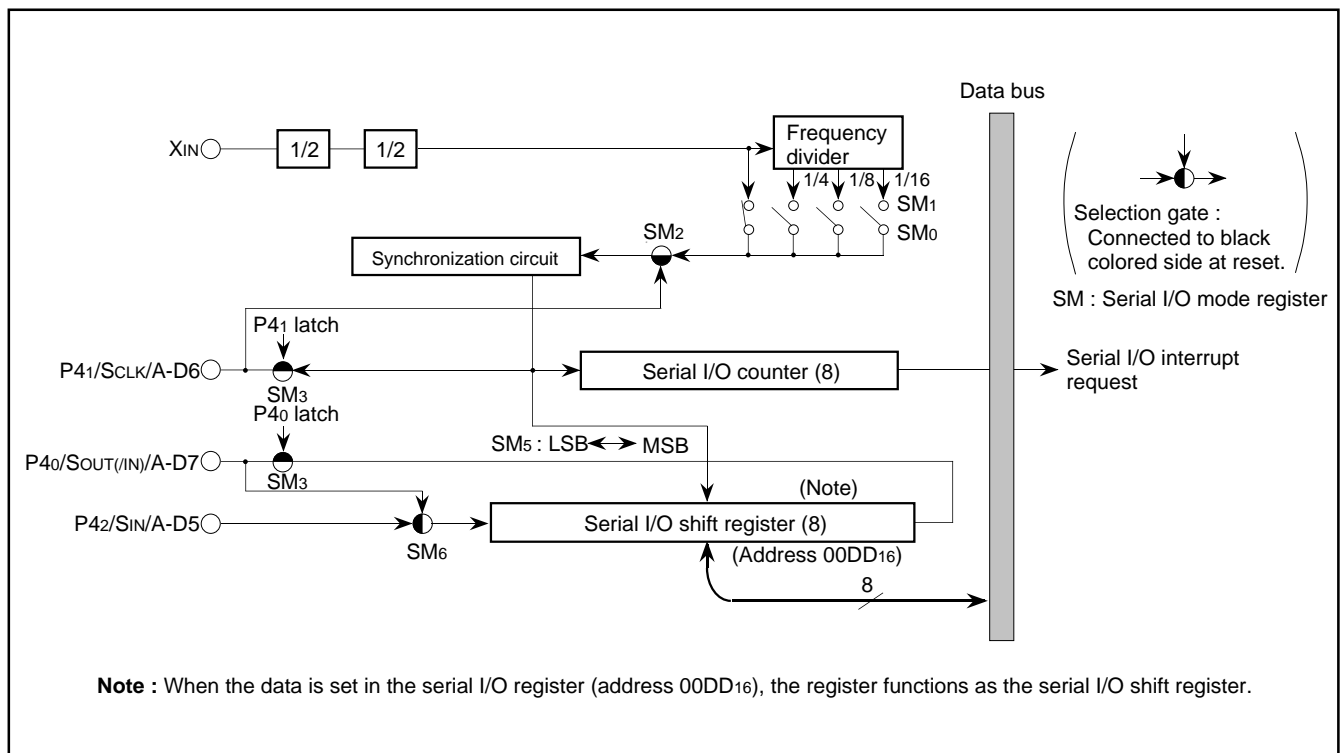 Data bus
XIN
1/2
1/2
Frequency
divider
1/4
1/8
1/16
SM1
SM0
SM2
Synchronization circuit
Selection gate :
Connected to black
colored side at reset.
SM : Serial I/O mode register
P41 latch
P41/SCLK/A-D6
SM3
Serial I/O counter (8)
Serial I/O interrupt
request
P40 latch
SM5 : LSB MSB
P40/SOUT(/IN)/A-D7
SM3
(Note)
P42/SIN/A-D5
Serial I/O shift register (8)
SM6
(Address 00DD16)
8
Note : When the data is set in the serial I/O register (address 00DD16), the register functions as the serial I/O shift register.